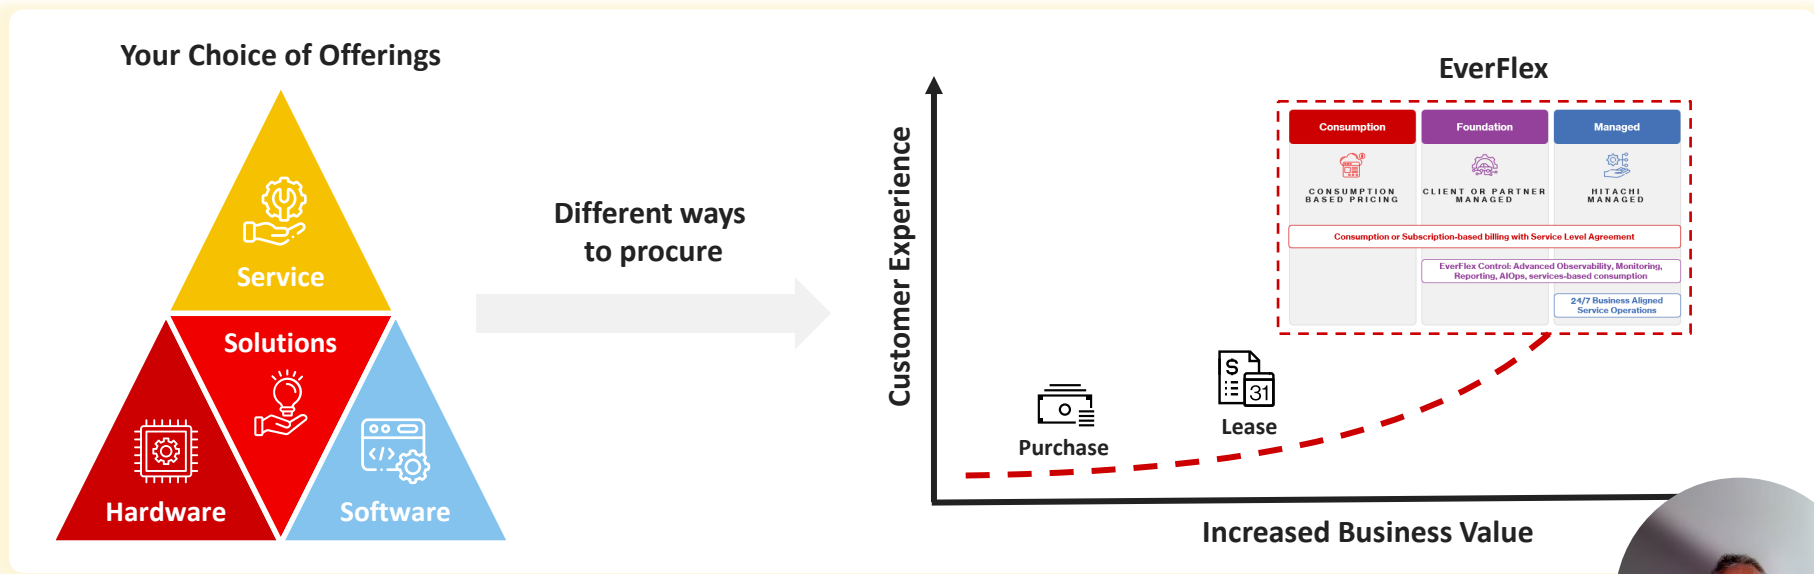 Your Choice of Offerings
Service
Solutions
Hardware
Software
Different ways
to procure
Customer Experience
EverFlex
Consumption
Foundation
Managed
CONSUMPTION
BASED PRICING
CLIENT OR PARTNER
MANAGED
HITACHI
MANAGED
Consumption or Subscription-based billing with Service Level Agreement
EverFlex Control: Advanced Observability, Monitoring,
Reporting, AIOps, services-based consumption
24/7 Business Aligned
Service Operations
$
31
Purchase
Lease
Increased Business Value